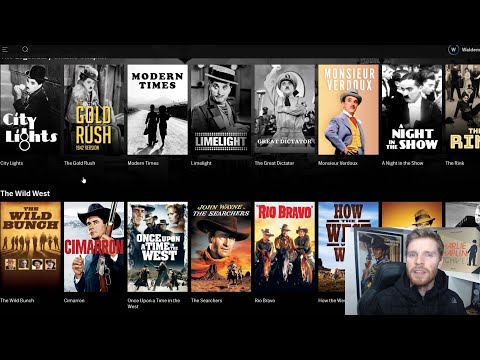 W Walden
City Lights
THE GOLD RUSH
1942 VERSION
MODERN TIMES
LIMELIGHT
GREAT DICTATOR
MONSIEUR VERDOUX
A NIGHT IN THE SHOW
THE RINK
City Lights
The Gold Rush
Modern Times
Limelight
The Great Dictator
Monsieur Verdoux
A Night in the Show
The Rink
The Wild West
THE WILD BUNCH
CIMARRON
ONCE UPON A TIME IN THE WEST
JOHN WAYNE
THE SEARCHERS
RIO BRAVO
HOW
WEST
The Wild Bunch
Cimarron
Once Upon a Time in the West
The Searchers
Rio Bravo
How the We